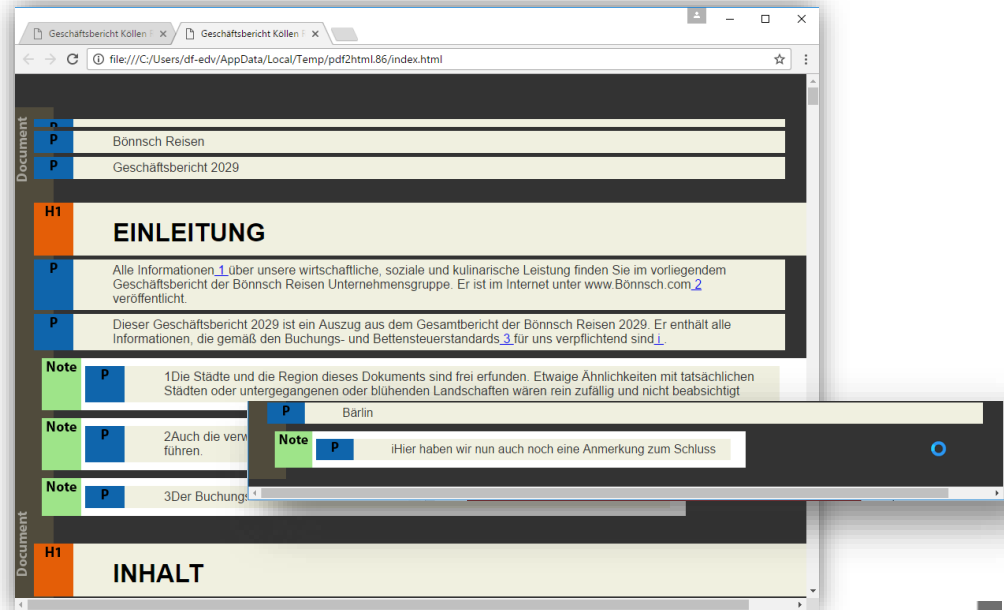 Geschäftsbericht Köllen
Geschäftsbericht Köllen
file:///C:/Users/df-edv/AppData/Local/Temp/pdf2html.86/index.html
Document
P
P
Bönnsch Reisen
P
Geschäftsbericht 2029
H1
EINLEITUNG
P
Alle Informationen 1 über unsere wirtschaftliche, soziale und kulinarische Leistung finden Sie im vorliegendem
Geschäftsbericht der Bönnsch Reisen Unternehmensgruppe. Er ist im Internet unter www.Bönnsch.com 2
veröffentlicht.
P
Dieser Geschäftsbericht 2029 ist ein Auszug aus dem Gesamtbericht der Bönnsch Reisen 2029. Er enthält alle
Informationen, die gemäß den Buchungs- und Bettensteuerstandards 3 für uns verpflichtend sind i .
Note
P
1Die Städte und die Region dieses Dokuments sind frei erfunden. Etwaige Ähnlichkeiten mit tatsächlichen
Städten oder untergegangenen oder blühenden Landschaften wären rein zufällig und nicht beabsichtigt
Note
P
2Auch die
führen.
Note
P
3Der
P
Bärlin
Note
P
iHier haben wir nun auch noch eine Anmerkung zum Schluss
Document
H1
INHALT